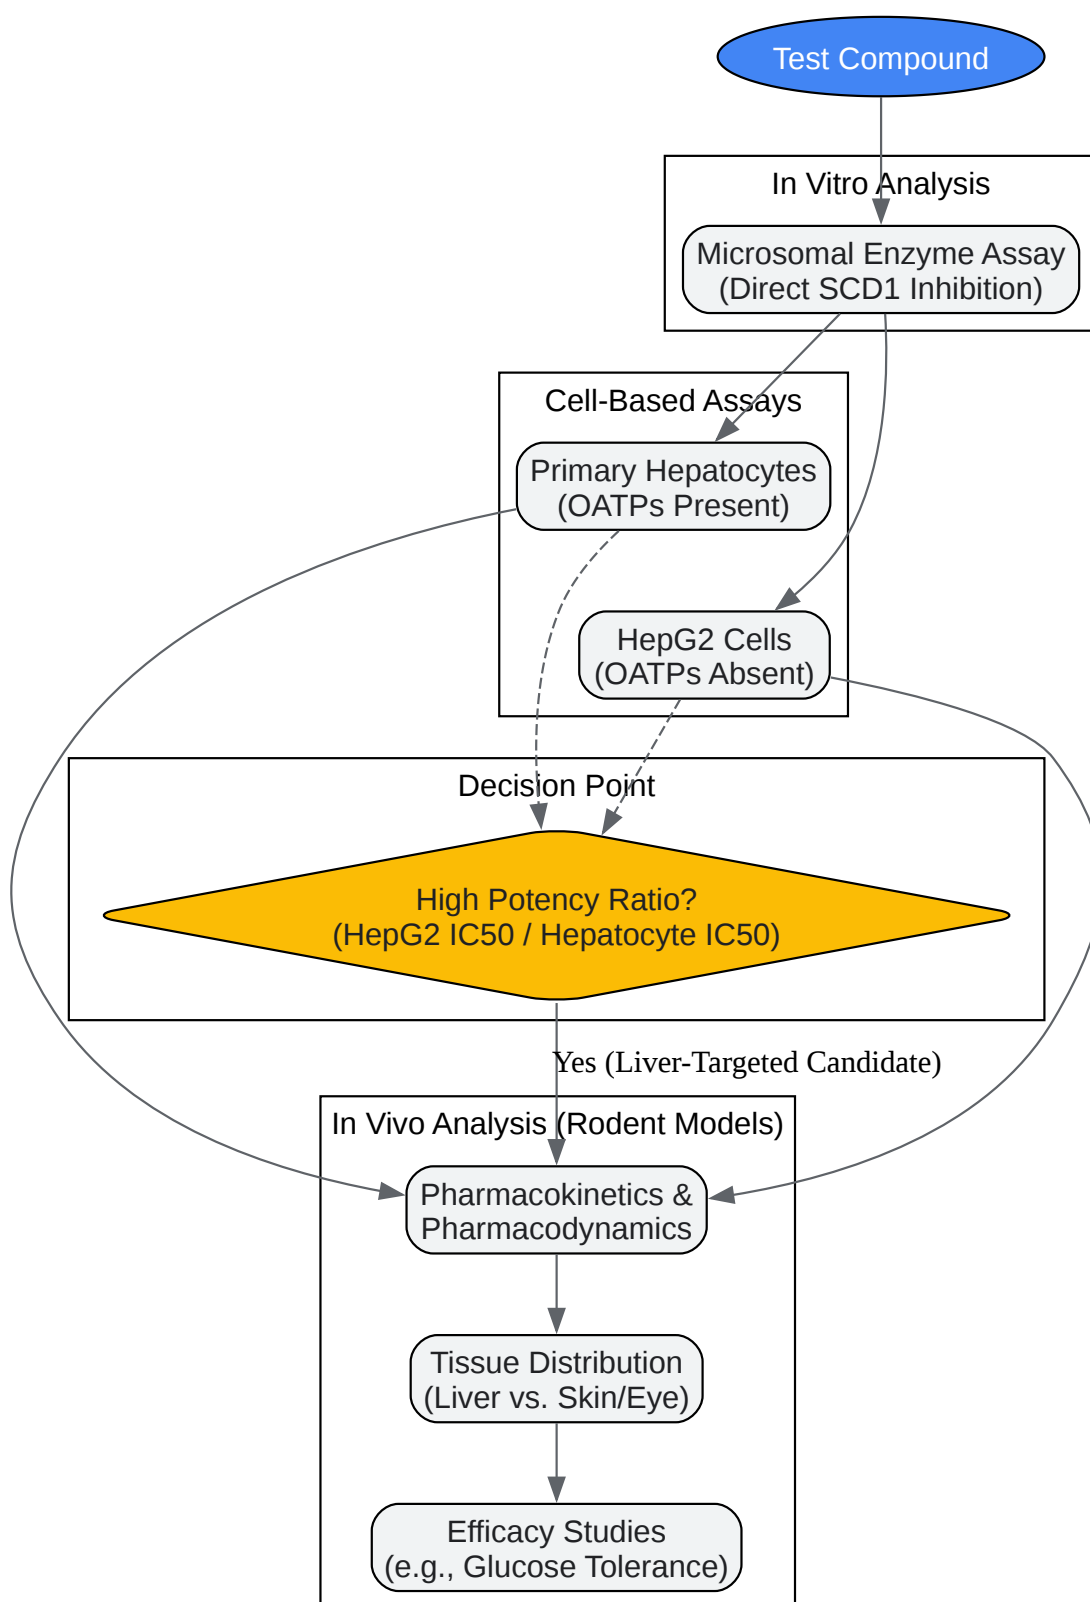 Test Compound
In Vitro Analysis
Microsomal Enzyme Assay
(Direct SCD1 Inhibition)
Cell-Based Assays
Primary Hepatocytes
(OATPs Present)
HepG2 Cells
(OATPs Absent)
Decision Point
High Potency Ratio?
(HepG2 IC50 / Hepatocyte IC50)
Yes (Liver-Targeted Candidate)
In Vivo Analysis (Rodent Models)
Pharmacokinetics &
Pharmacodynamics
Tissue Distribution
(Liver vs. Skin/Eye)
Efficacy Studies
(e.g., Glucose Tolerance)